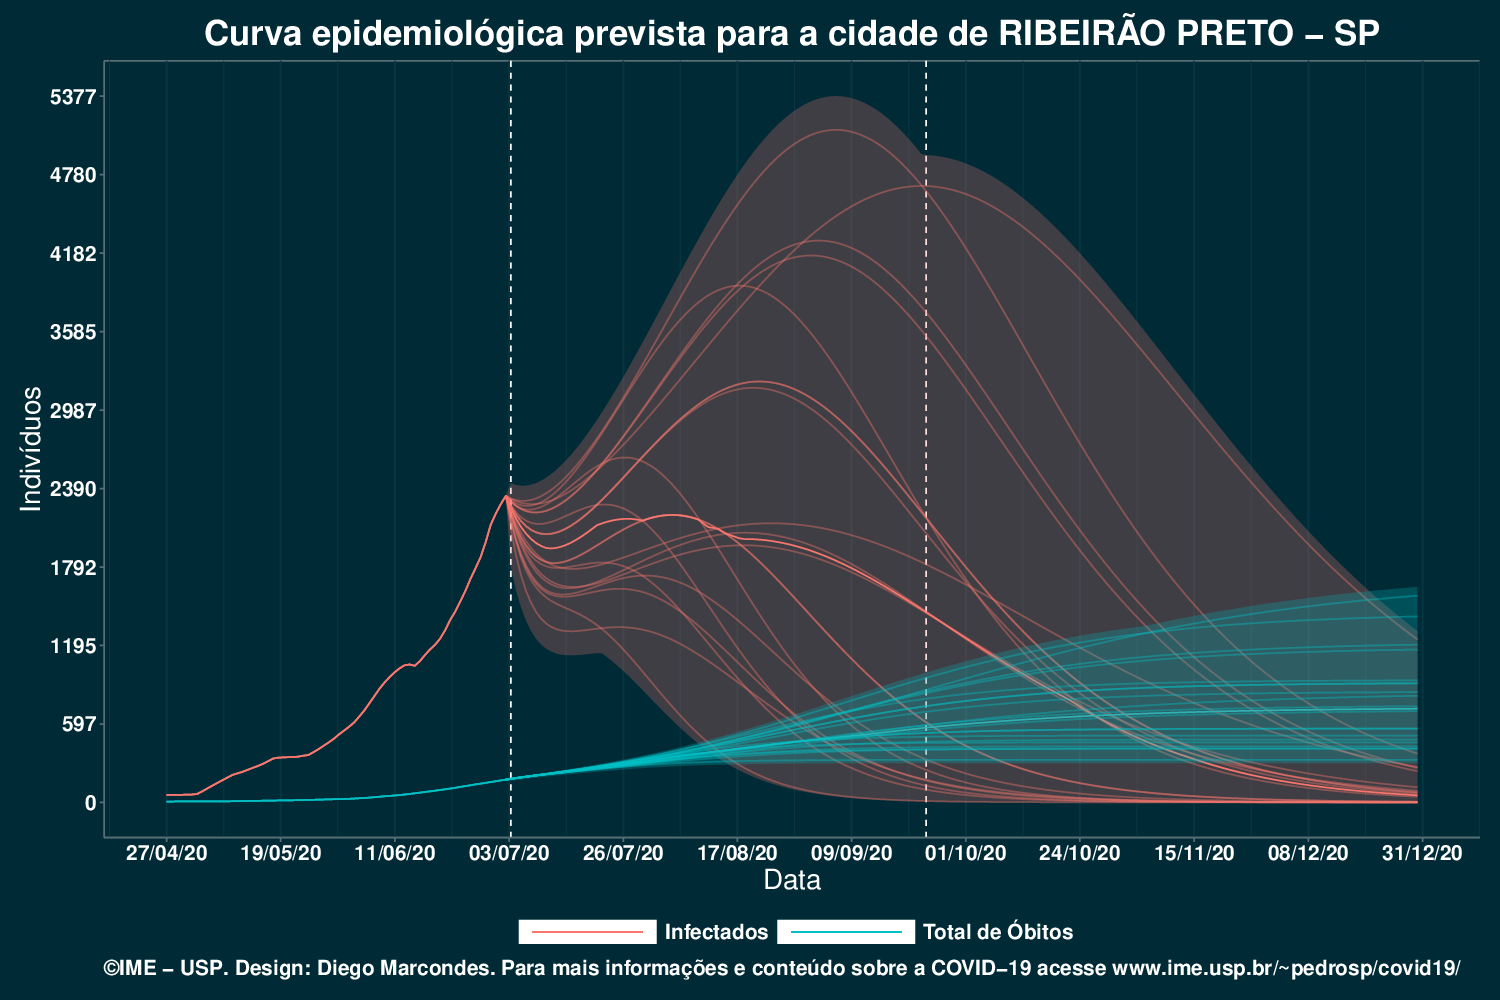 Curva epidemiológica prevista para a cidade de RIBEIRÃO PRETO – SP
5377
4780
4182
3585
2987
2390
1792
1195
597
0
Indivíduos
27/04/20 19/05/20 11/06/20 03/07/20 26/07/20 17/08/20 09/09/20 01/10/20 24/10/20 15/11/20 08/12/20 31/12/20
Data
Infectados Total de Óbitos
©IME – USP. Design: Diego Marcondes. Para mais informações e conteúdo sobre a COVID–19 acesse www.ime.usp.br/~pedrosp/covid19/